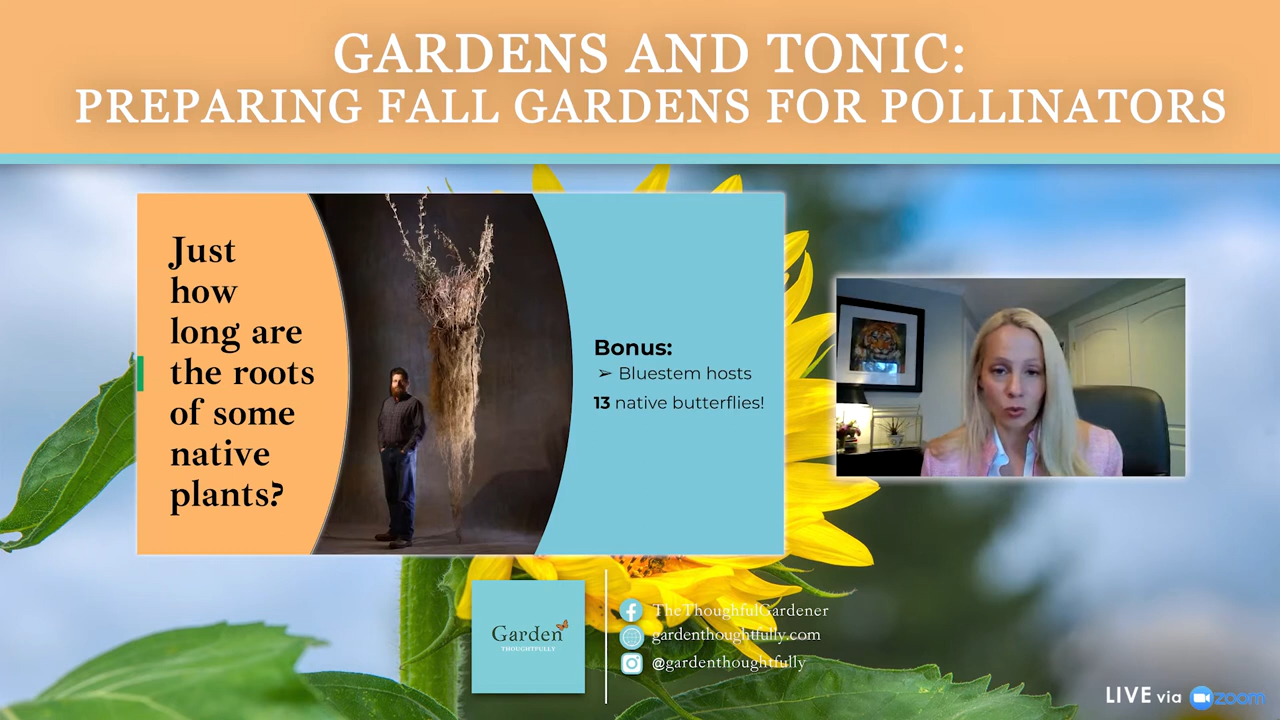 GARDENS AND TONIC:
PREPARING FALL GARDENS FOR POLLINATORS
Just
how
long are
the roots
of some
native
plants?
Bonus:
➢ Bluestem hosts
13 native butterflies!
Garden
THOUGHTFULLY
TheThoughfulGardener
gardenthoughtfully.com
@gardenthoughtfully
LIVE via zoom